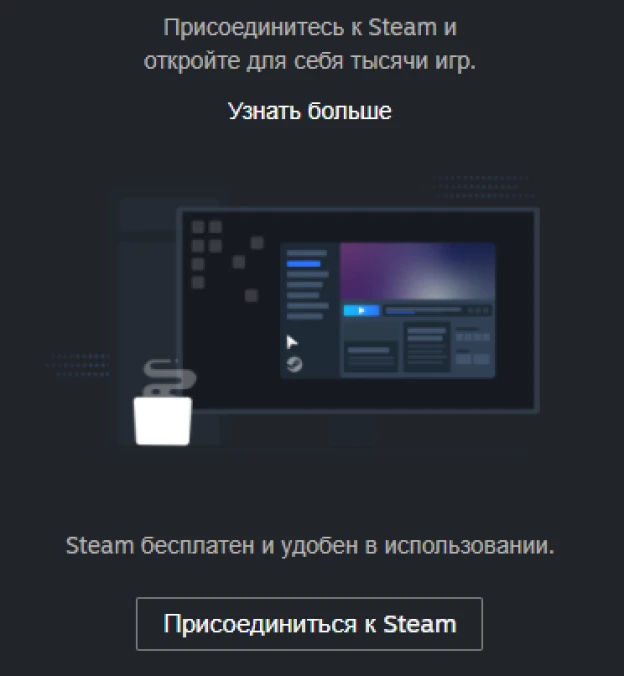 Присоединитесь к Steam и
откройте для себя тысячи игр.
Узнать больше
Steam бесплатен и удобен в использовании.
Присоединиться к Steam